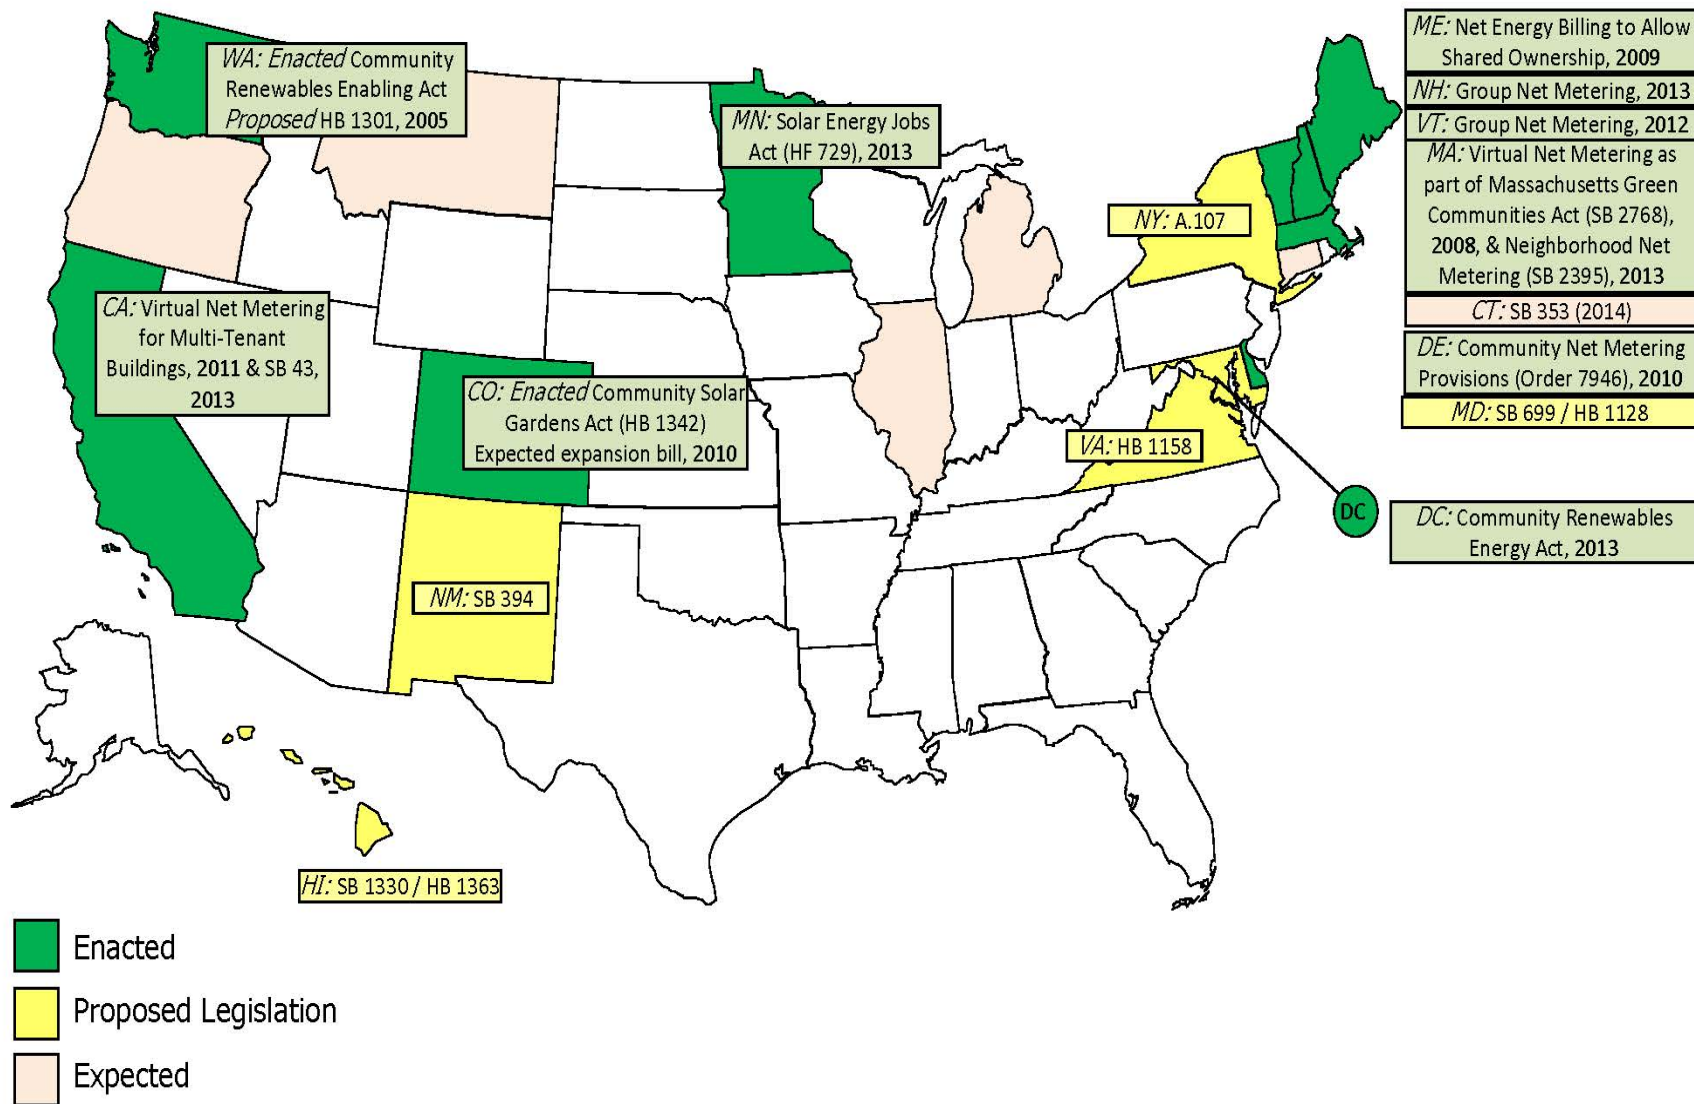 WA: Enacted Community
Renewables Enabling Act
Proposed HB 1301, 2005
MN: Solar Energy Jobs
Act (HF 729), 2013
ME: Net Energy Billing to Allow
Shared Ownership, 2009
NH: Group Net Metering, 2013
VT: Group Net Metering, 2012
MA: Virtual Net Metering as
part of Massachusetts Green
Communities Act (SB 2768),
2008, & Neighborhood Net
Metering (SB 2395), 2013
CT: SB 353 (2014)
DE: Community Net Metering
Provisions (Order 7946), 2010
MD: SB 699 / HB 1128
NY: A.107
CA: Virtual Net Metering
for Multi-Tenant
Buildings, 2011 & SB 43,
2013
CO: Enacted Community Solar
Gardens Act (HB 1342)
Expected expansion bill, 2010
VA: HB 1158
DC
DC: Community Renewables
Energy Act, 2013
NM: SB 394
HI: SB 1330 / HB 1363
Enacted
Proposed Legislation
Expected